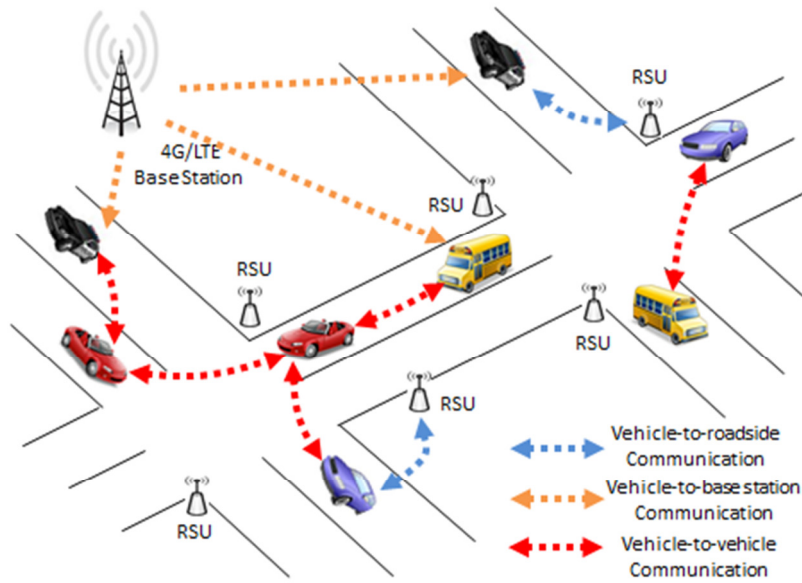 RSU
4G/LTE
Base Station
RSU
RSU
RSU
RSU
RSU
Vehicle-to-roadside
Communication
Vehicle-to-base station
Communication
Vehicle-to-vehicle
Communication